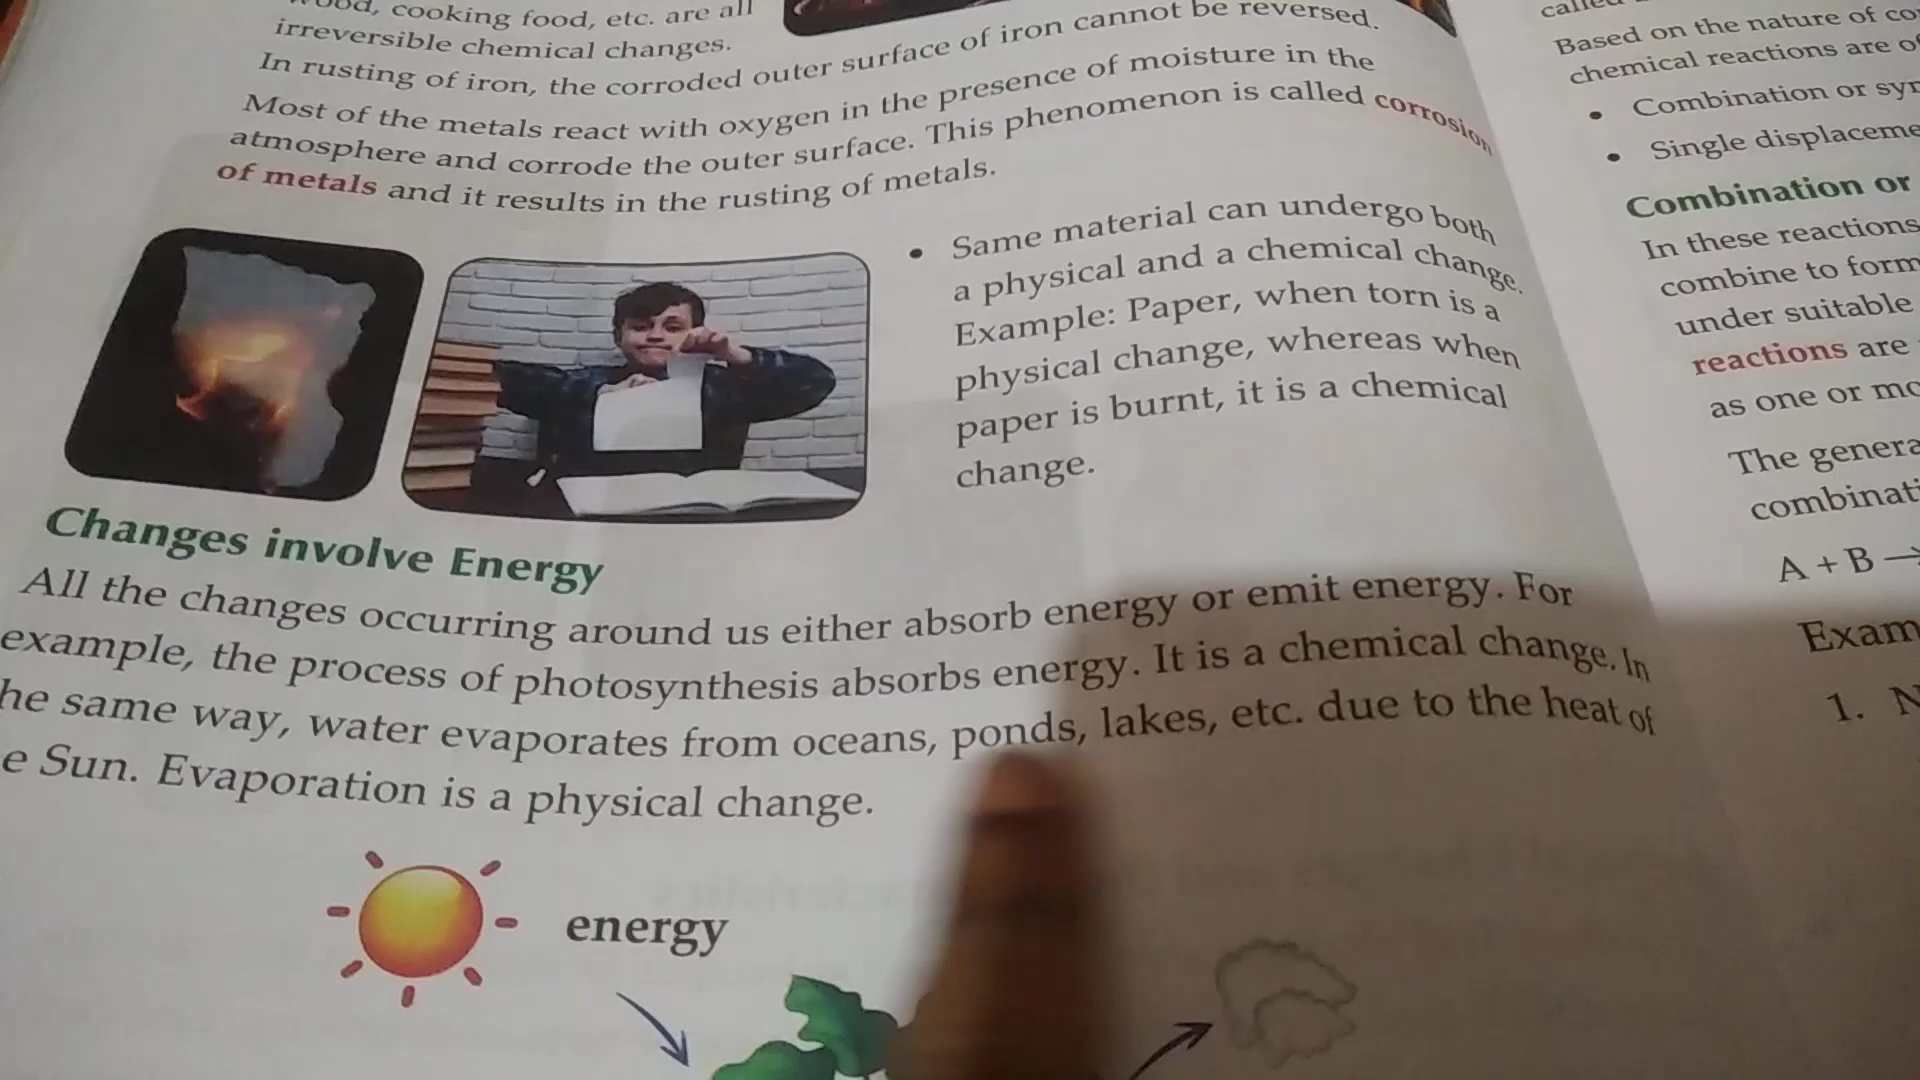 wood, cooking food, etc. are all
irreversible chemical changes.
In rusting of iron, the corroded outer surface of iron cannot be reversed.
Most of the metals react with oxygen in the presence of moisture in the
atmosphere and corrode the outer surface. This phenomenon is called corrosion
of metals and it results in the rusting of metals.
• Same material can undergo both
a physical and a chemical change.
Example: Paper, when torn is a
physical change, whereas when
paper is burnt, it is a chemical
change.
Changes involve Energy
All the changes occurring around us either absorb energy or emit energy. For
example, the process of photosynthesis absorbs energy. It is a chemical change. In
he same way, water evaporates from oceans, ponds, lakes, etc. due to the heat of
e Sun. Evaporation is a physical change.
energy
called
Based on the nature of
chemical reactions are
• Combination or
• Single
Combination or
In these reactions
combine to form
under suitable
reactions are
as one or
The
A + B →
1.